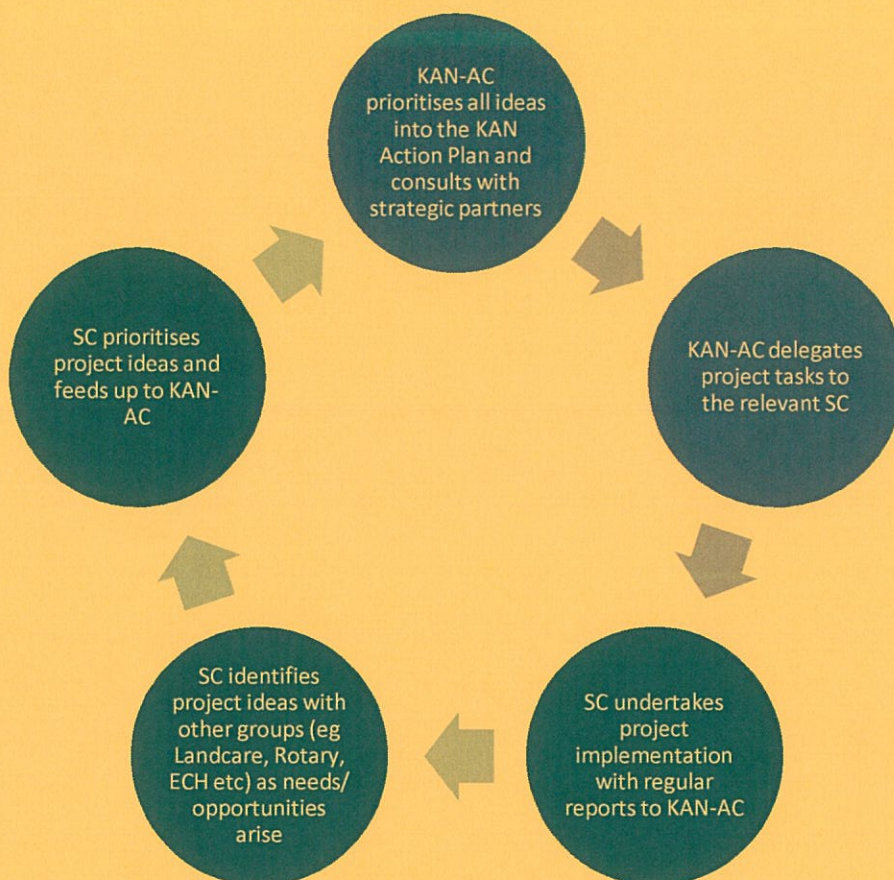 KAN-AC
prioritises all ideas
into the KAN
Action Plan and
consults with
strategic partners
KAN-AC delegates
project tasks to
the relevant SC
SC undertakes
project
implementation
with regular
reports to KAN-AC
SC identifies
project ideas with
other groups (eg
Landcare, Rotary,
ECH etc) as needs/
opportunities
arise
SC prioritises
project ideas and
feeds up to KAN-
AC